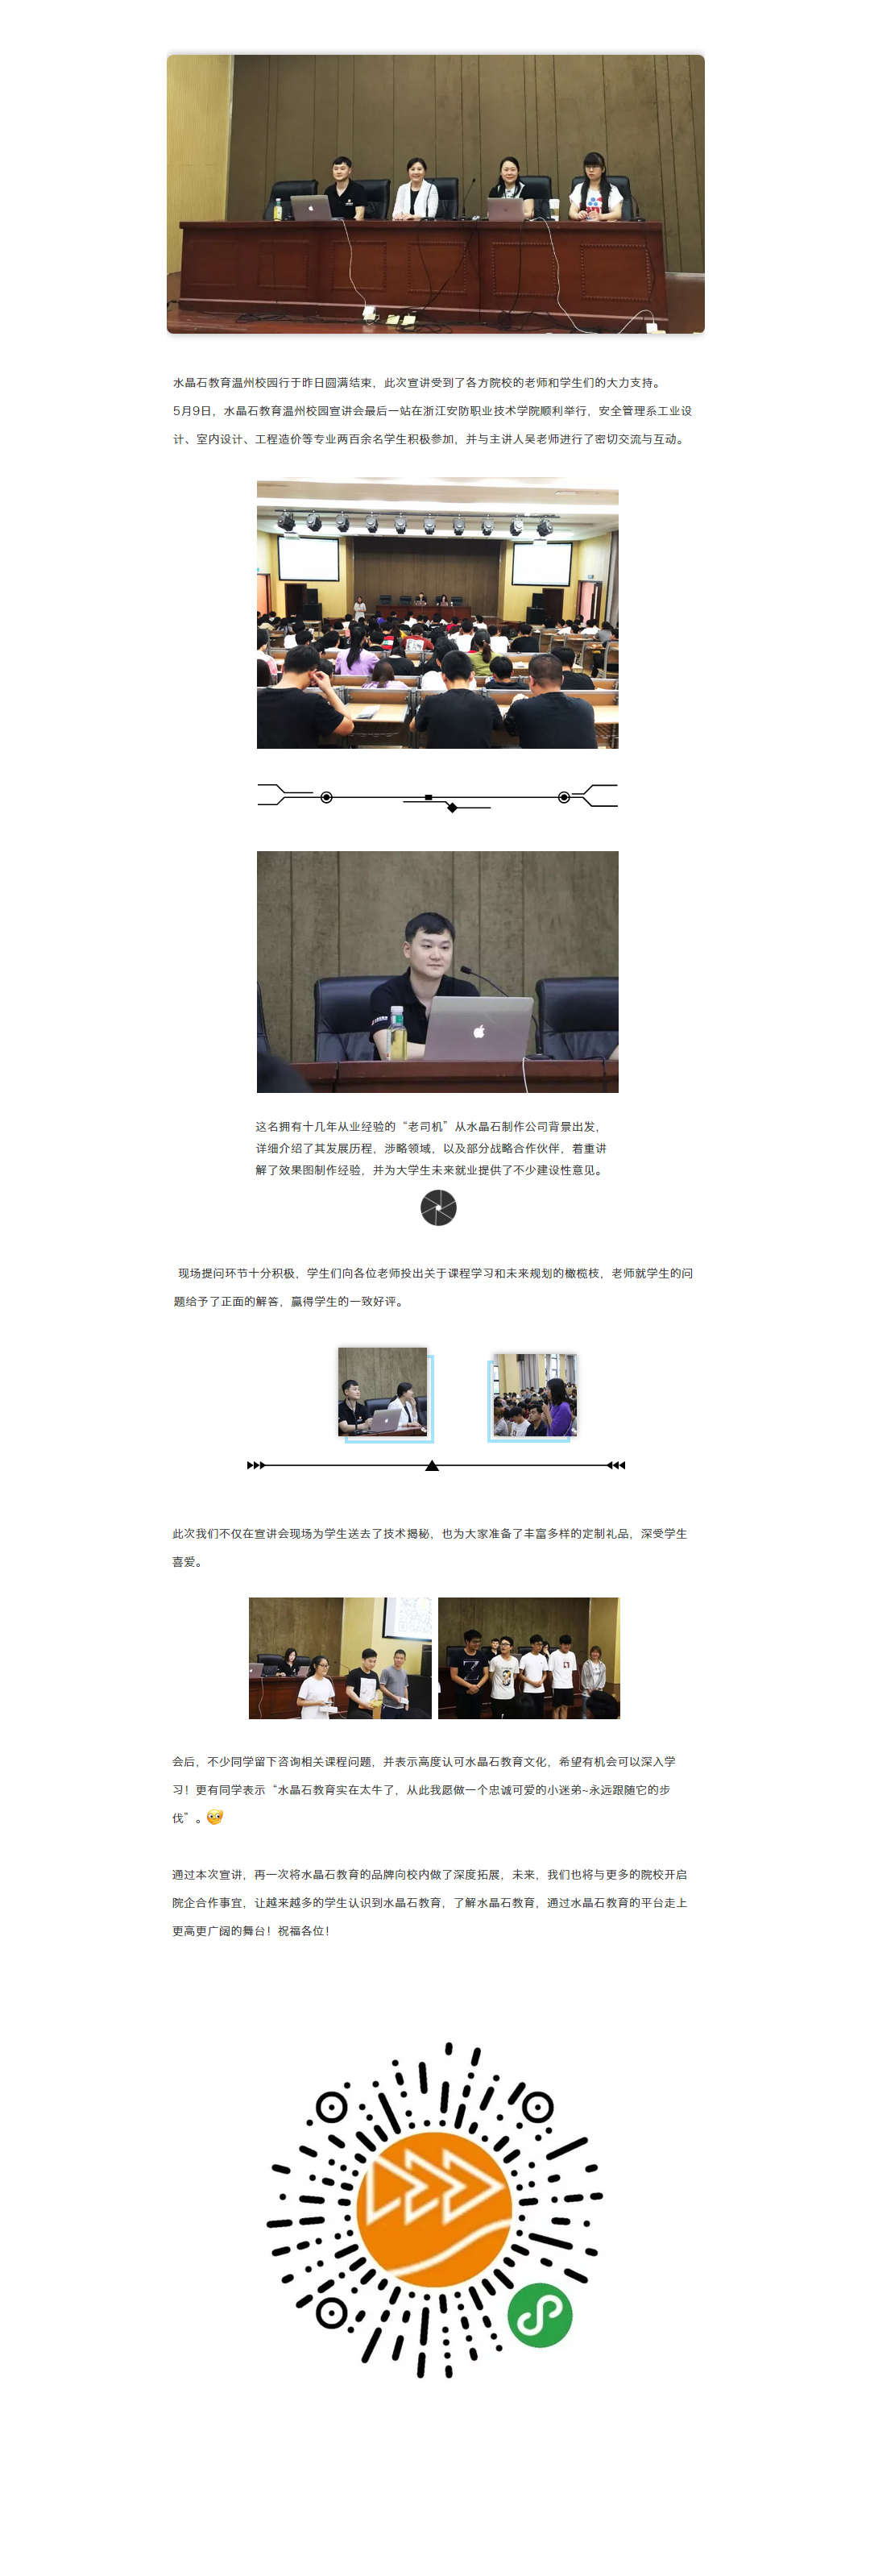 水晶石教育温州校园行于昨日圆满结束，此次宣讲受到了各方院校的老师和学生们的大力支持。
5月9日，水晶石教育温州校园宣讲会最后一站在浙江安防职业技术学院顺利举行，安全管理系工业设
计、室内设计、工程造价等专业两百余名学生积极参加，并与主讲人吴老师进行了密切交流与互动。
这名拥有十几年从业经验的“老司机”从水晶石制作公司背景出发，
详细介绍了其发展历程，涉略领域，以及部分战略合作伙伴，着重讲
解了效果图制作经验，并为大学生未来就业提供了不少建设性意见。
现场提问环节十分积极，学生们向各位老师投出关于课程学习和未来规划的橄榄枝，老师就学生的问
题给予了正面的解答，赢得学生的一致好评。
此次我们不仅在宣讲会现场为学生送去了技术揭秘，也为大家准备了丰富多样的定制礼品，深受学生
喜爱。
会后，不少同学留下咨询相关课程问题，并表示高度认可水晶石教育文化，希望有机会可以深入学
习！更有同学表示“水晶石教育实在太牛了，从此我愿做一个忠诚可爱的小迷弟~永远跟随它的步
伐”。
通过本次宣讲，再一次将水晶石教育的品牌向校内做了深度拓展，未来，我们也将与更多的院校开启
院企合作事宜，让越来越多的学生认识到水晶石教育，了解水晶石教育，通过水晶石教育的平台走上
更高更广阔的舞台！祝福各位！